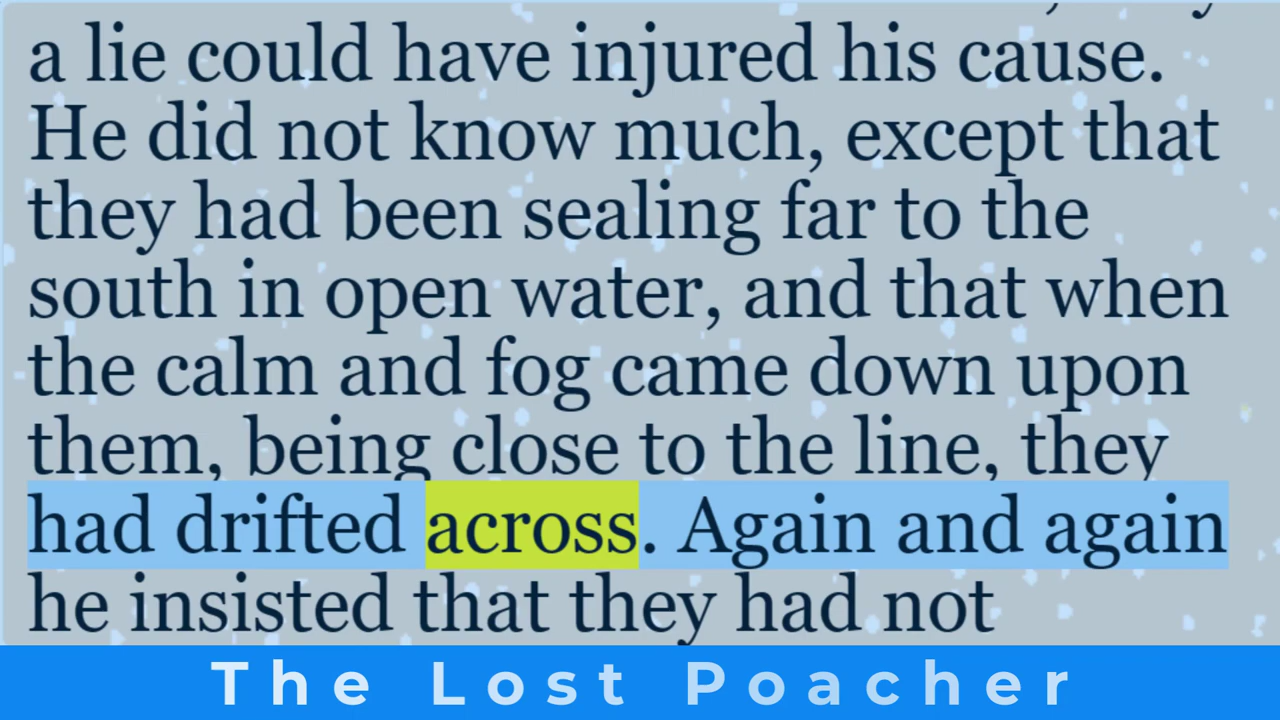 a lie could have injured his cause.
He did not know much, except that
they had been sealing far to the
south in open water, and that when
the calm and fog came down upon
them, being close to the line, they
had drifted across. Again and again
he insisted that they had not
The Lost Poacher